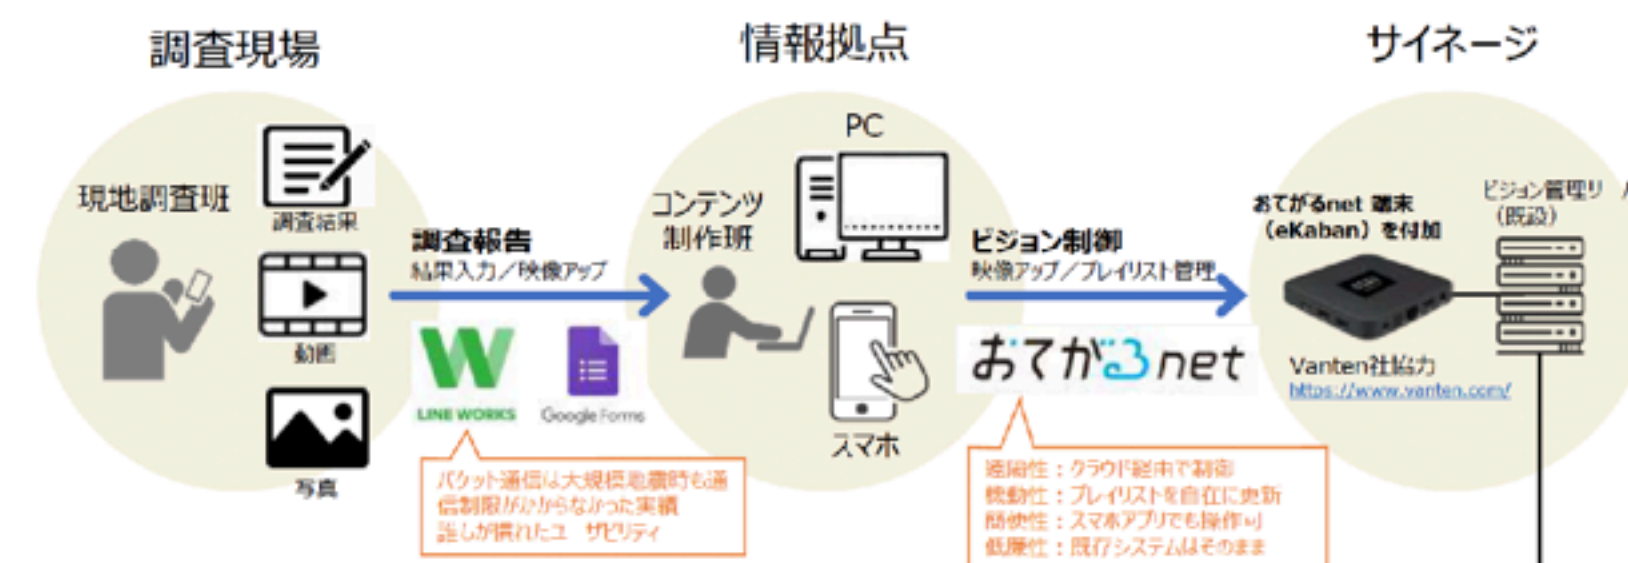 調査現場
情報拠点
サイネージ
現地調査班
調査結果
動画
写真
調査報告
結果入力／映像アップ
LINE WORKS
Google Forms
パケット通信は大規模地震時も通
信制限がかからなかった実績
誰しが慣れたユーザビリティ
PC
コンテンツ
制作班
スマホ
ビジョン制御
映像アップ／プレイリスト管理
おてがるnet
遠隔性：クラウド経由で制御
機動性：プレイリストを自在に更新
簡便性：スマホアプリでも操作可
低廉性：既存システムはそのまま
おてがるnet 端末
（eKaban）を付加
ビジョン管理サーバ
（既設）
Vanten社協力
https://www.vanten.com/